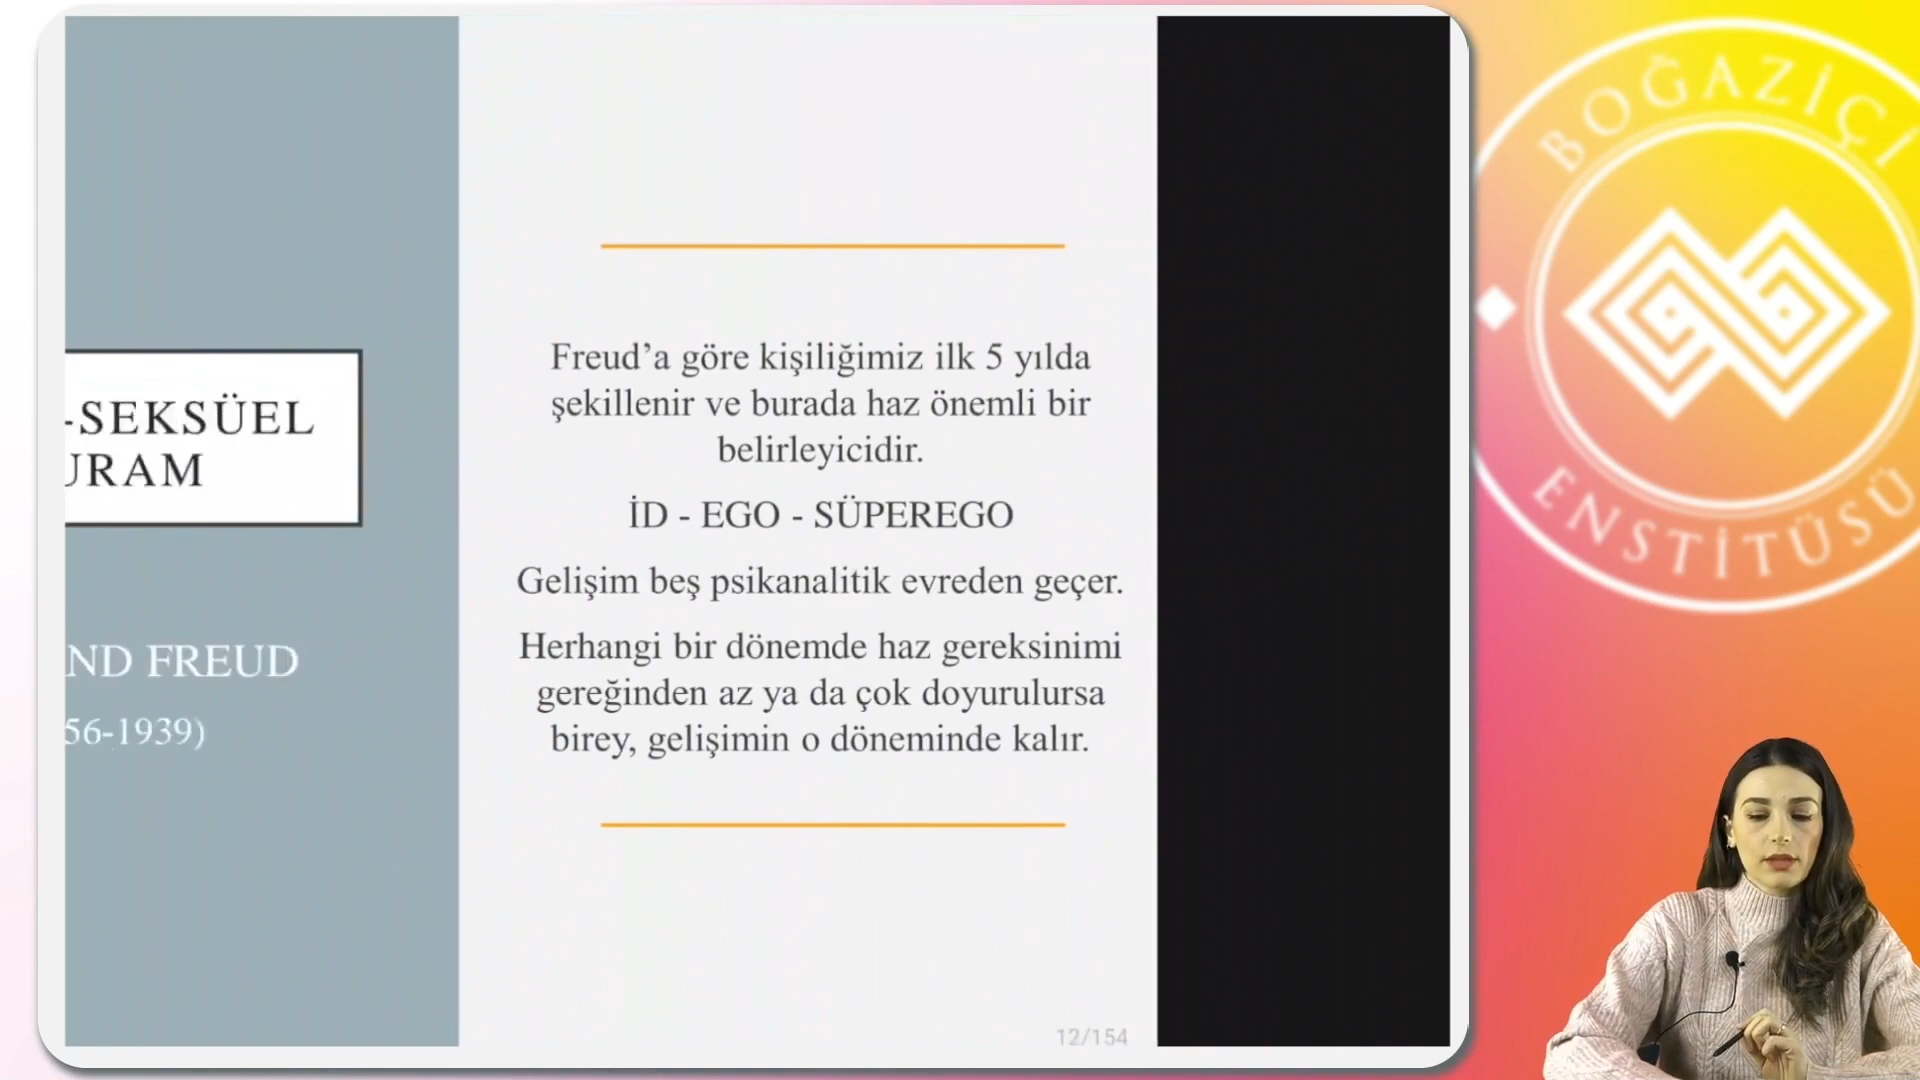 -SEKSÜEL
URAM
ND FREUD
56-1939)
Freud’a göre kişiliğimiz ilk 5 yılda
şekillenir ve burada haz önemli bir
belirleyicidir.
İD - EGO - SÜPEREGO
Gelişim beş psikanalitik evreden geçer.
Herhangi bir dönemde haz gereksinimi
gereğinden az ya da çok doyurulursa
birey, gelişimin o döneminde kalır.
12/154
BOĞAZİÇİ
ENSTİTÜSÜ